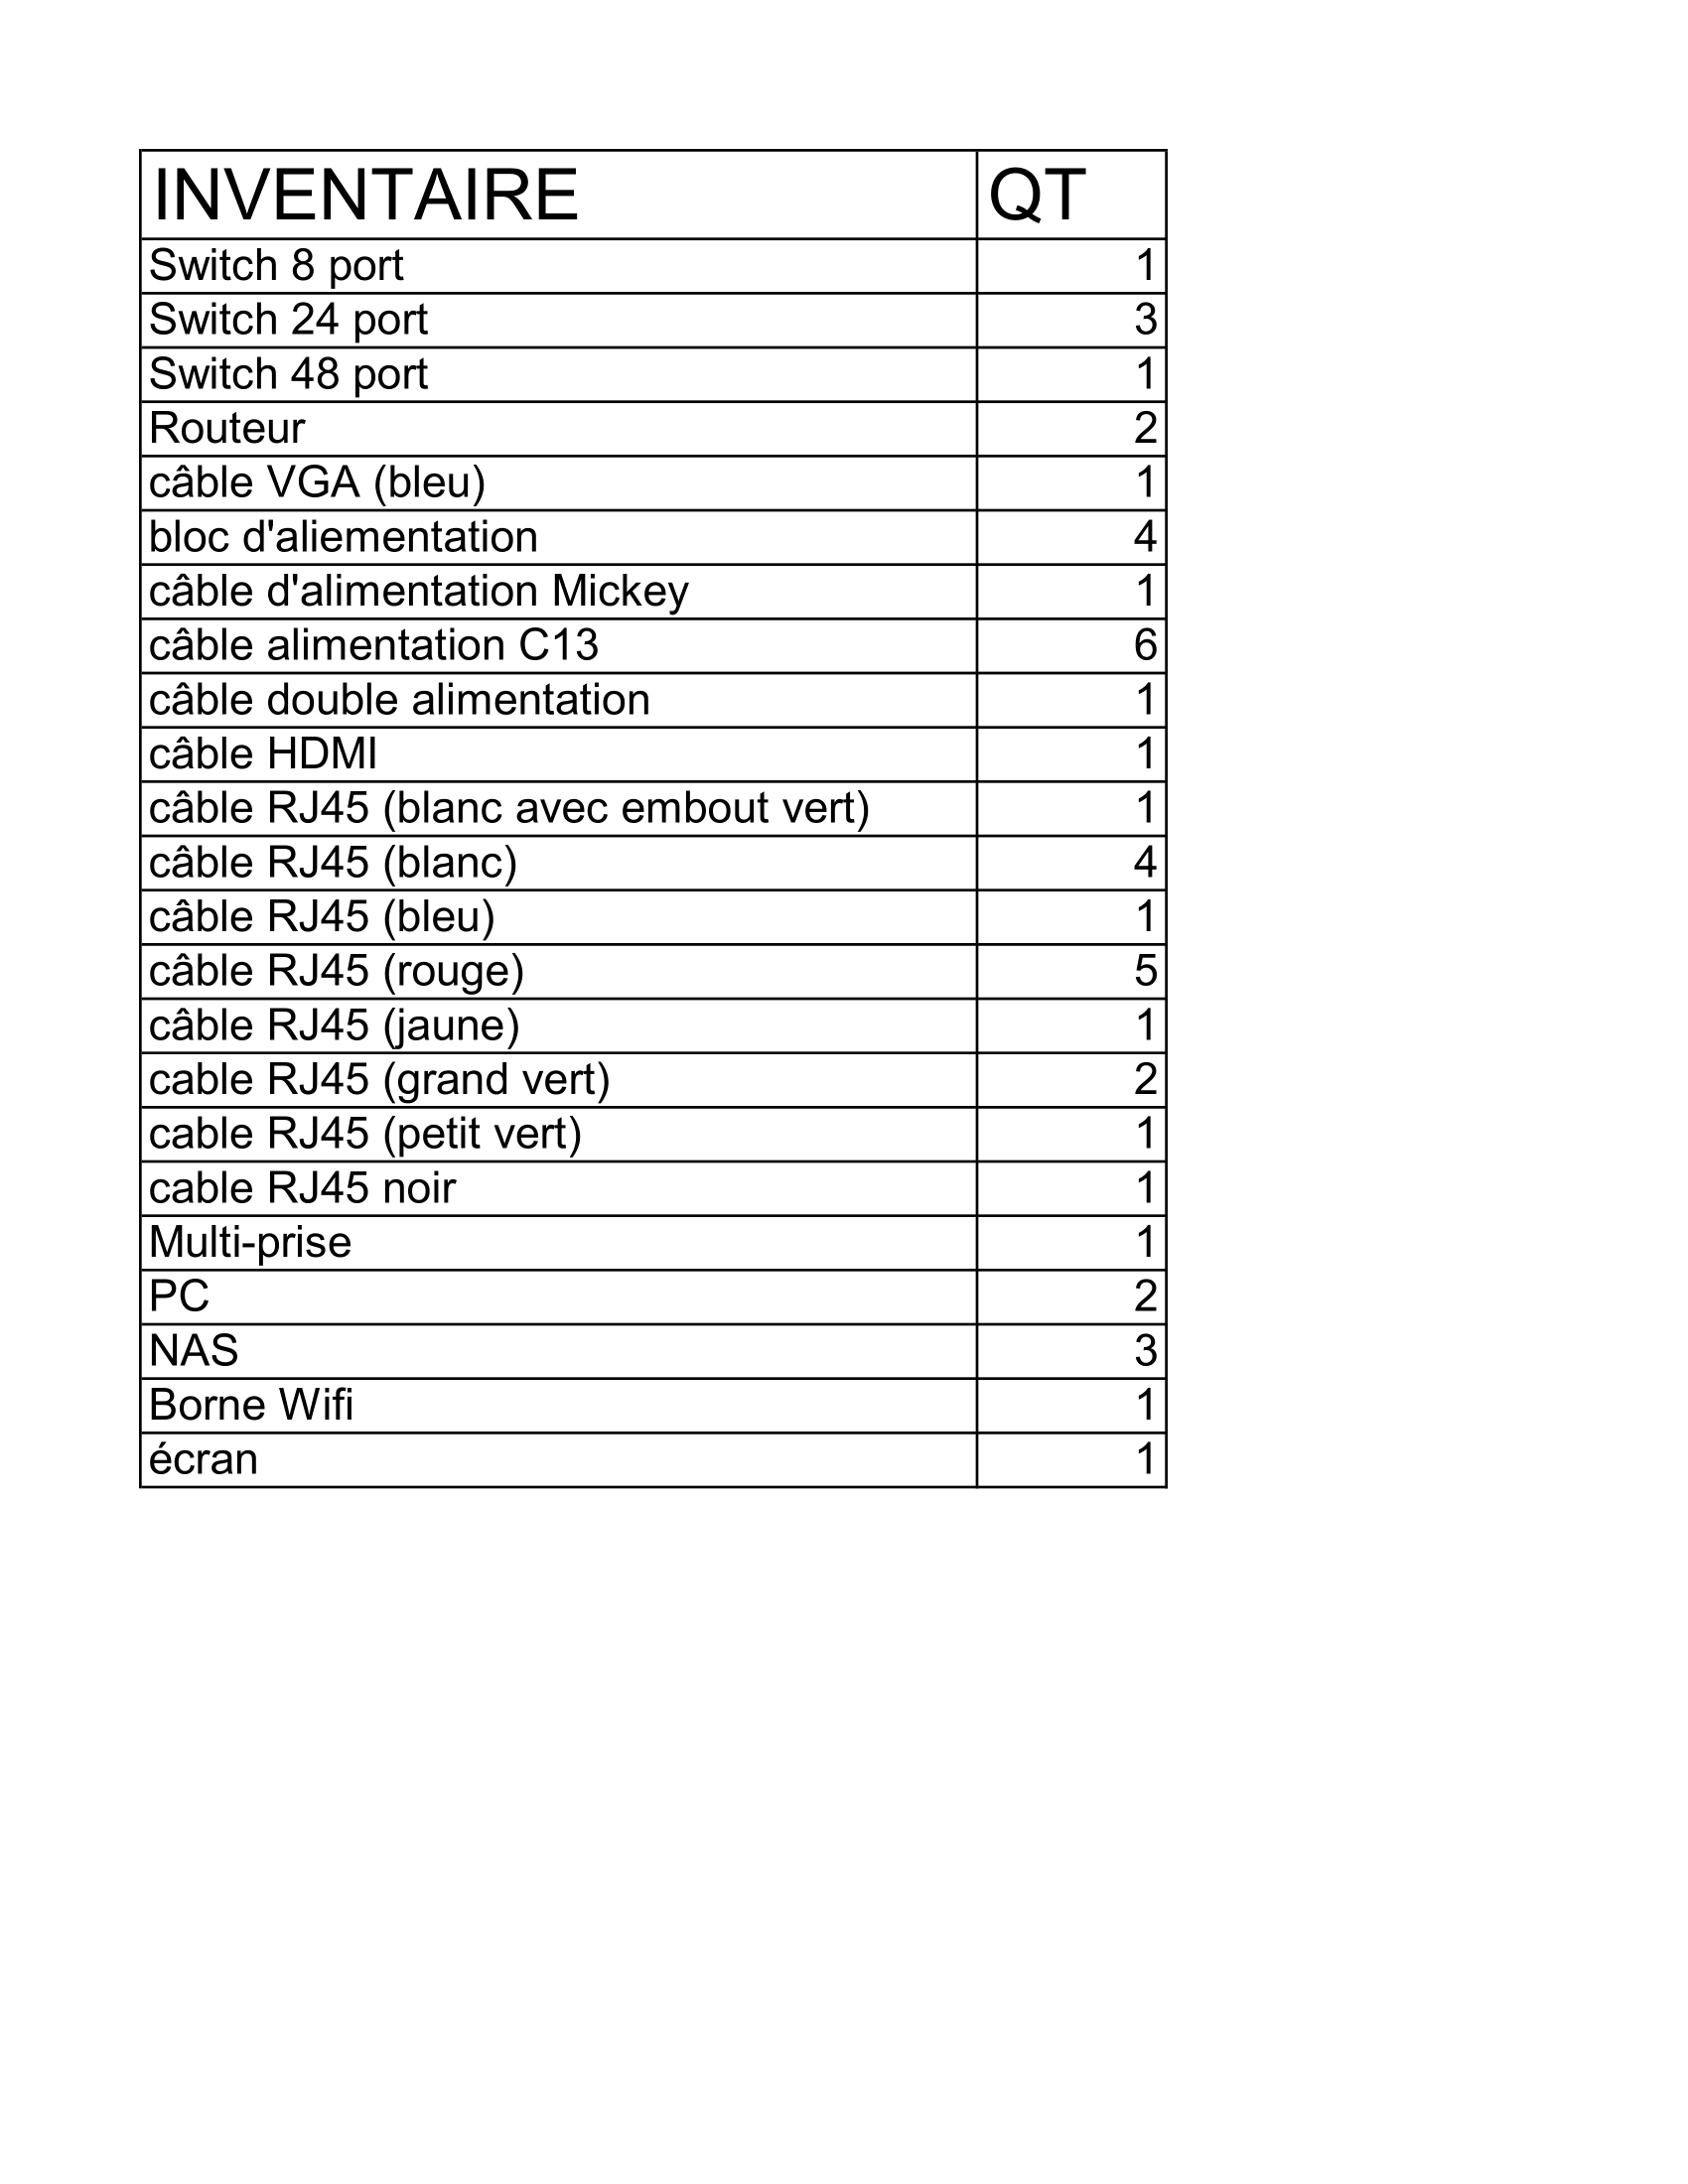 INVENTAIRE QT
Switch 8 port 1
Switch 24 port 3
Switch 48 port 1
Routeur 2
câble VGA (bleu) 1
bloc d'aliementation 4
câble d'alimentation Mickey 1
câble alimentation C13 6
câble double alimentation 1
câble HDMI 1
câble RJ45 (blanc avec embout vert) 1
câble RJ45 (blanc) 4
câble RJ45 (bleu) 1
câble RJ45 (rouge) 5
câble RJ45 (jaune) 1
cable RJ45 (grand vert) 2
cable RJ45 (petit vert) 1
cable RJ45 noir 1
Multi-prise 1
PC 2
NAS 3
Borne Wifi 1
écran 1